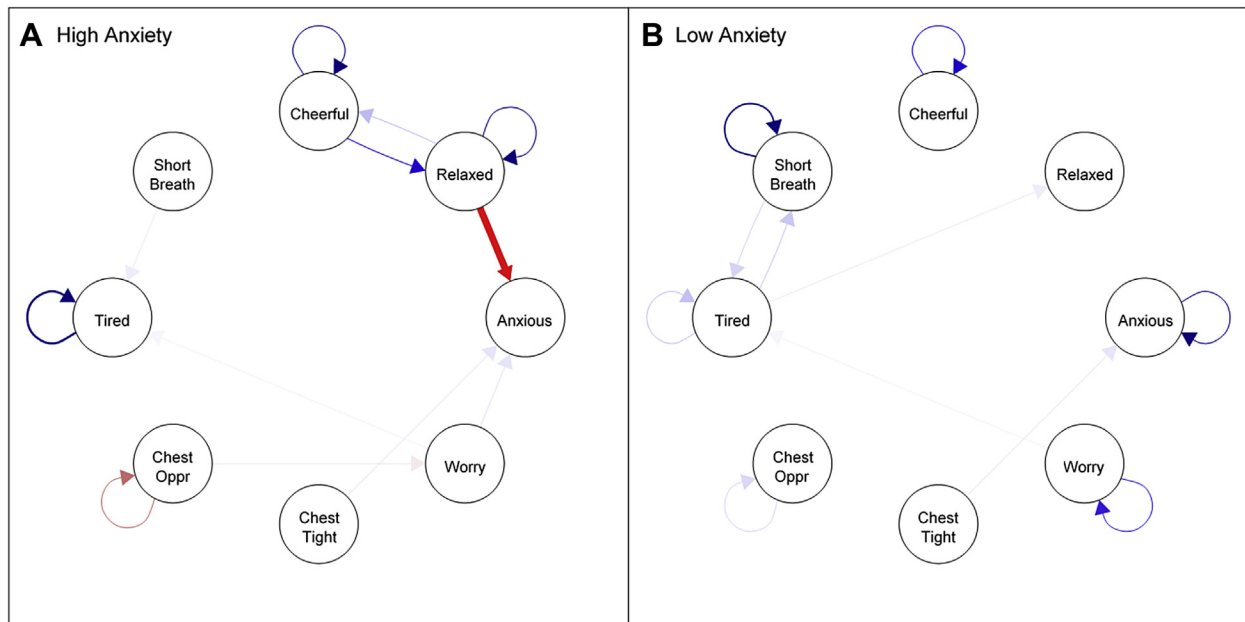 A High Anxiety
Cheerful
Short
Breath
Relaxed
Tired
Anxious
Chest
Oppr
Worry
Chest
Tight
B Low Anxiety
Cheerful
Short
Breath
Relaxed
Tired
Anxious
Chest
Oppr
Worry
Chest
Tight